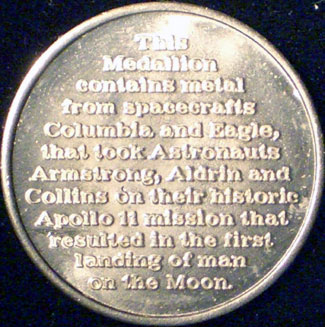 This
Medallion
contains metal
from spacecrafts
Columbia and Eagle,
that took Astronauts
Armstrong, Aldrin and
Collins on their historic
Apollo 11 mission that
resulted in the first
landing of man
on the Moon.